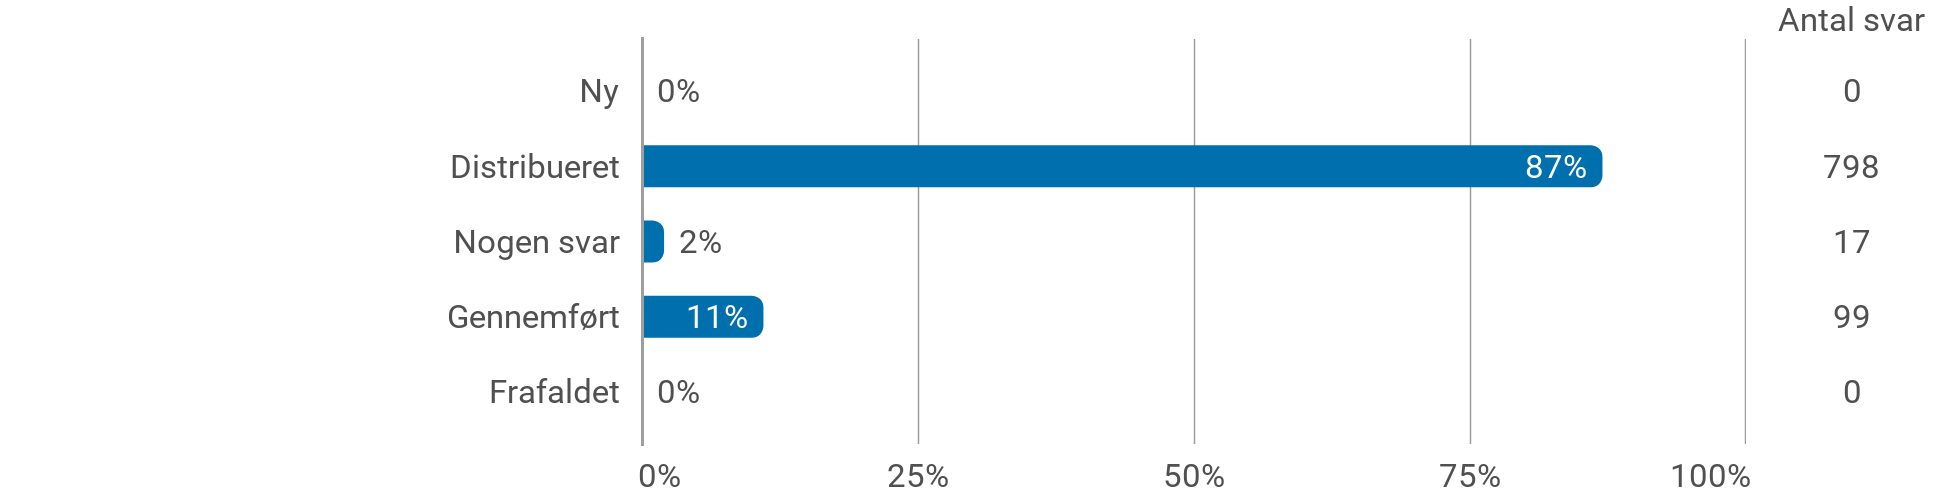 Antal svar
Ny 0% 0
Distribueret 87% 798
Nogen svar 2% 17
Gennemført 11% 99
Frafaldet 0% 0
0% 25% 50% 75% 100%